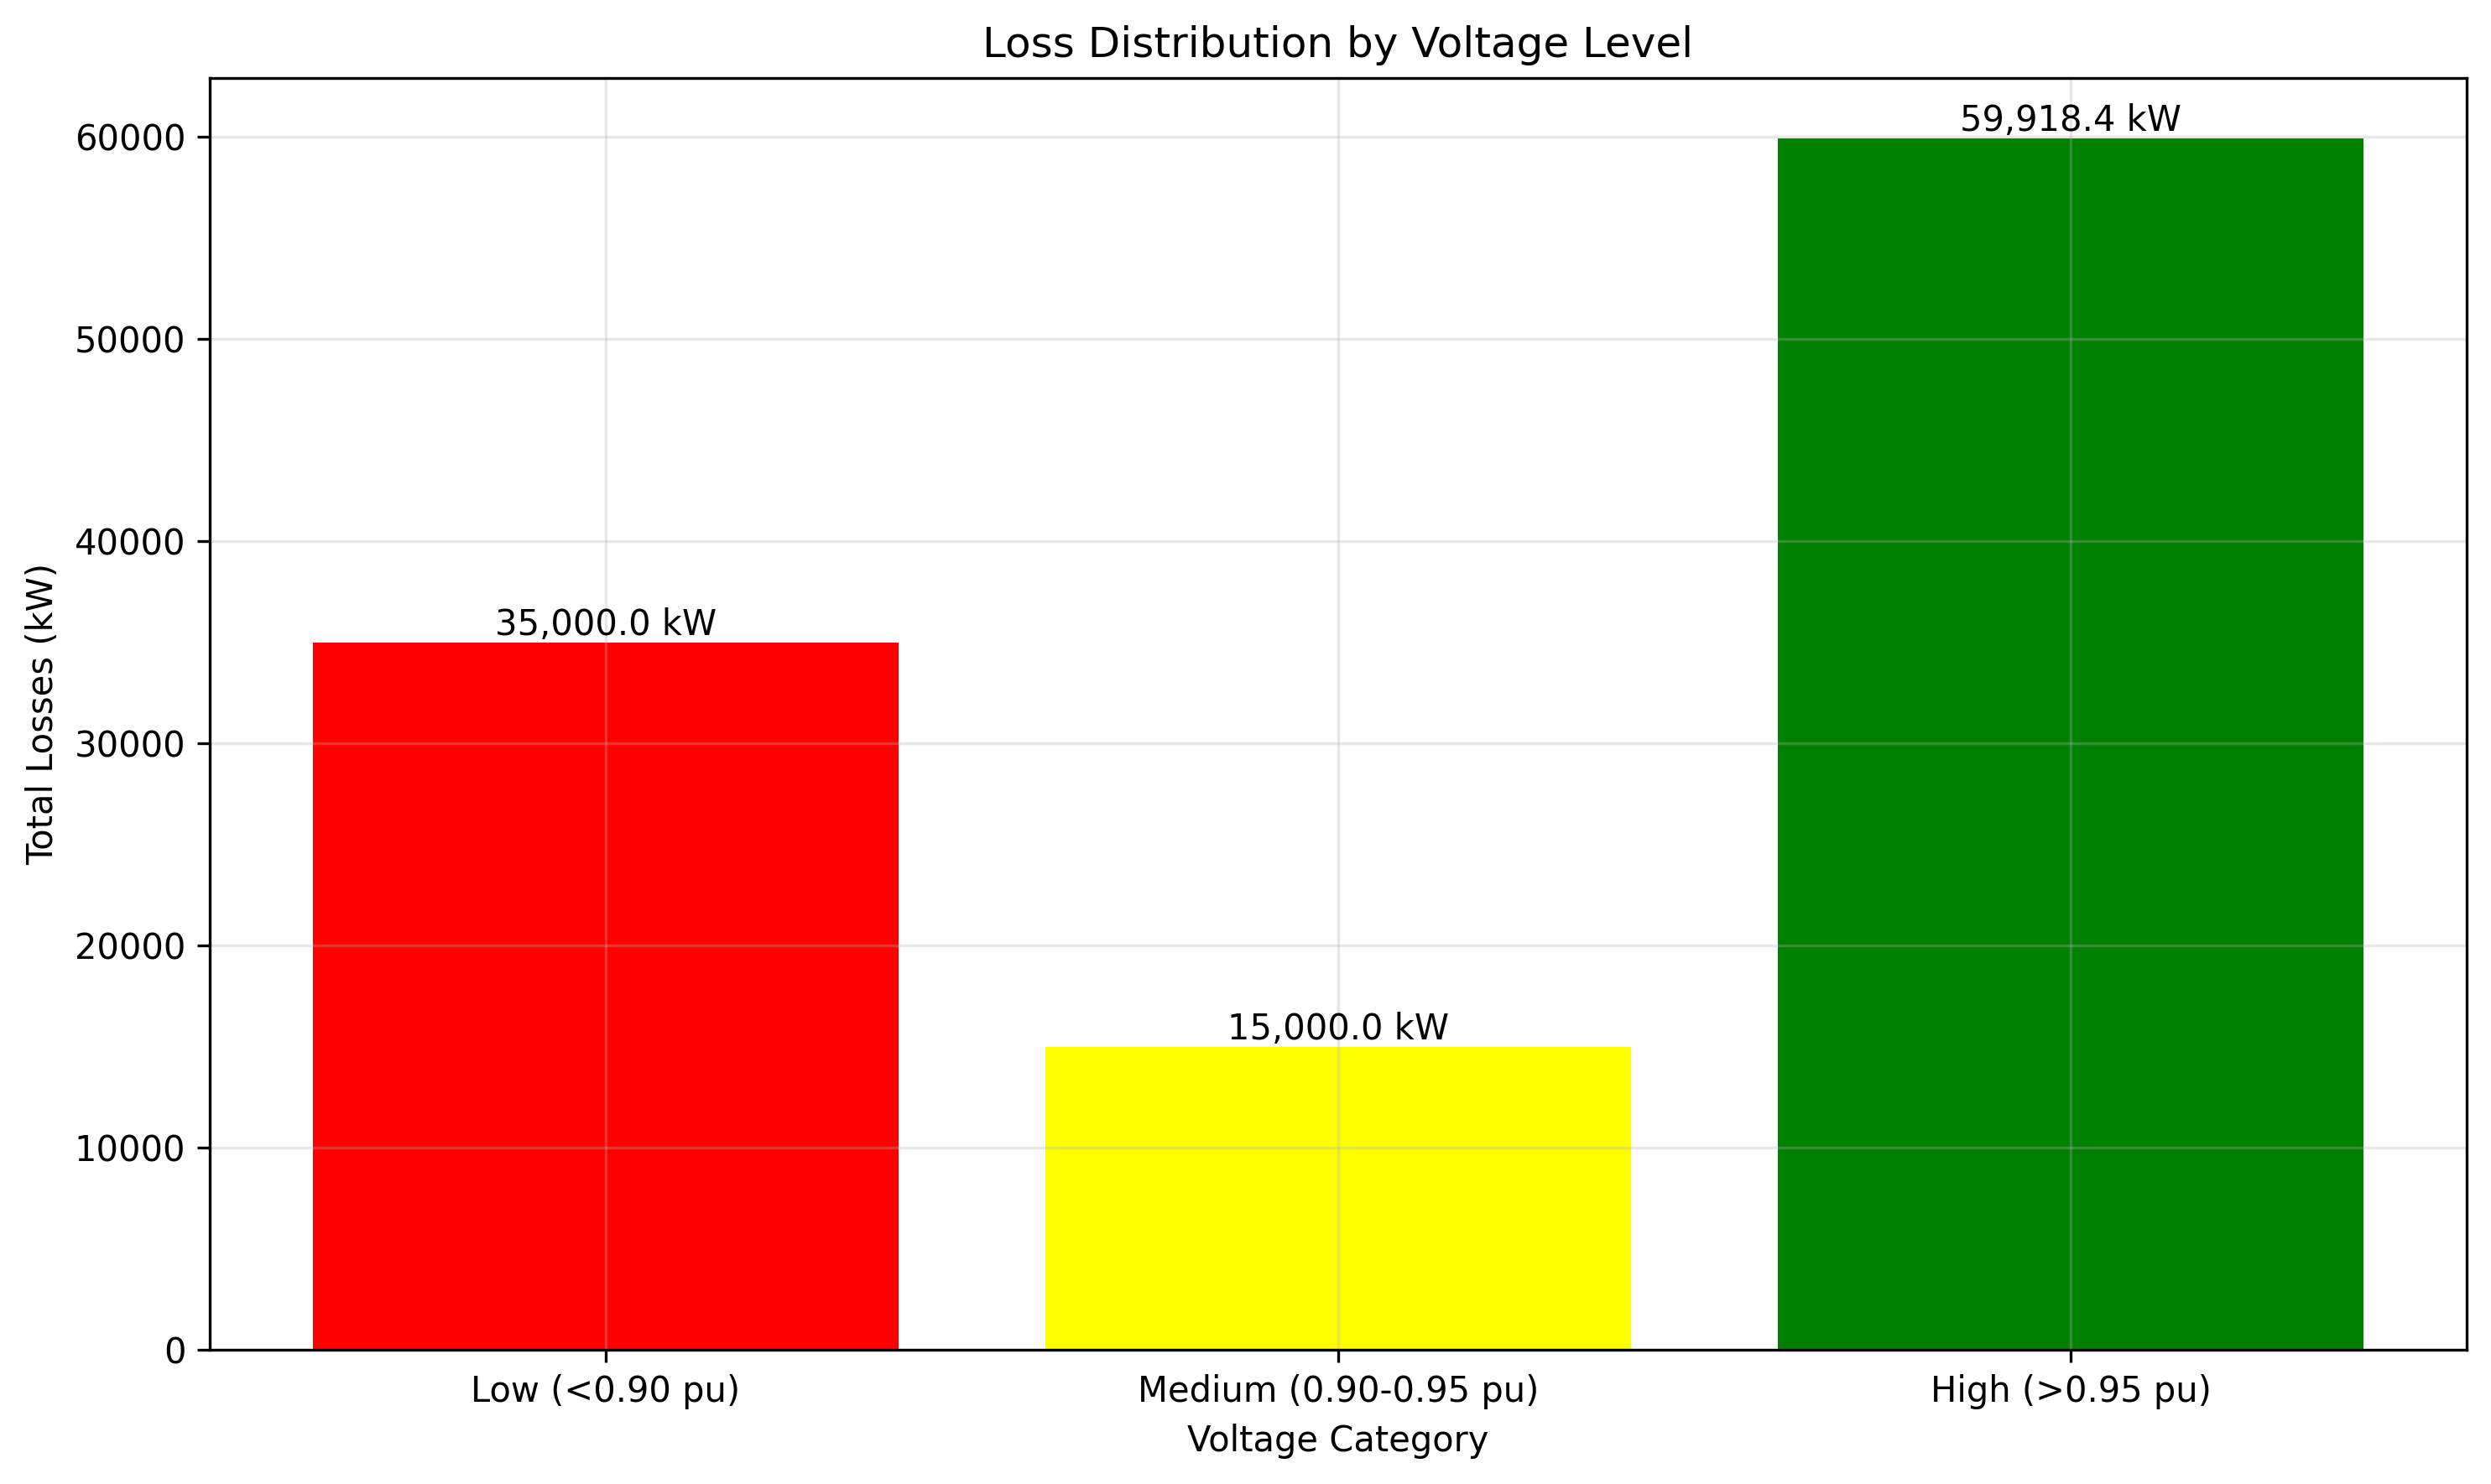 Loss Distribution by Voltage Level
Total Losses (kW)
60000
50000
40000
30000
20000
10000
0
35,000.0 kW
15,000.0 kW
59,918.4 kW
Low (<0.90 pu)
Medium (0.90-0.95 pu)
High (>0.95 pu)
Voltage Category